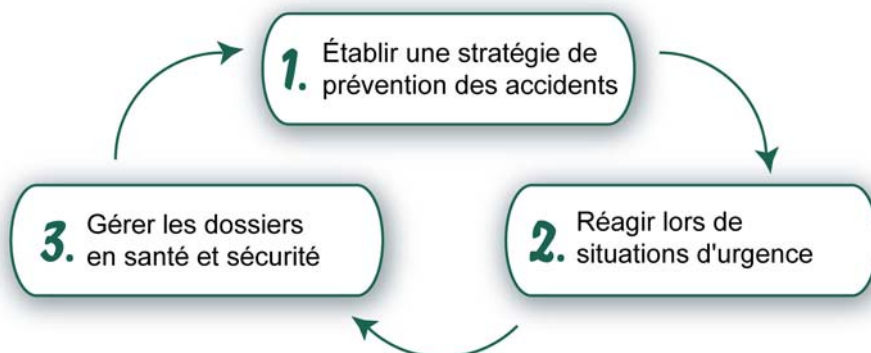 1. Établir une stratégie de
prévention des accidents
2. Réagir lors de
situations d'urgence
3. Gérer les dossiers
en santé et sécurité